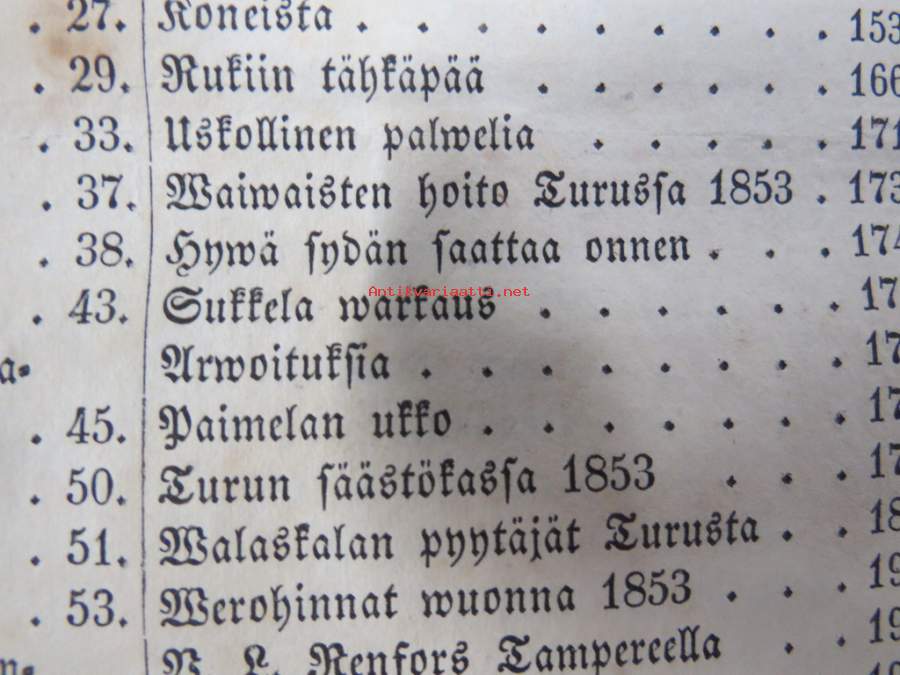 . 27. Koneista . . . . . . . . . 153
. 29. Rukiin tähkäpää . . . . . . 166
. 33. Uskollinen palwelia . . . . . 171
. 37. Waiwaisten hoito Turussa 1853 . 173
. 38. Hywä sydän saattaa onnen . . . 174
Antikvariaatti.net
. 43. Sukkela warkaus . . . . . . 17
a- Arwoituksia . . . . . . . . 17
. 45. Paimelan ukko . . . . . . . 17
. 50. Turun säästökassa 1853 . . . 17
. 51. Walaskalan pyytäjät Turusta . . 18
. 53. Werohinnat wuonna 1853 . . . 19
n- P. L. Renfors Tampereella . . 19